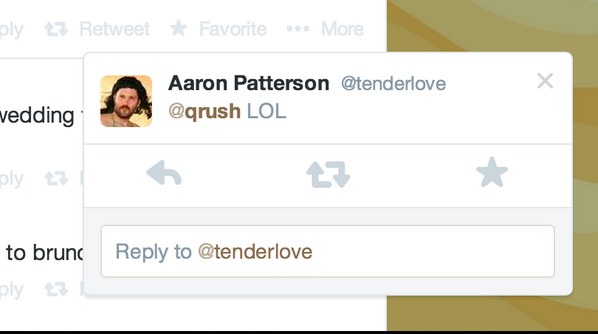 ply Retweet Favorite More
Aaron Patterson @tenderlove
@qrush LOL
wedding
ply
Reply to @tenderlove
to brunc
ply